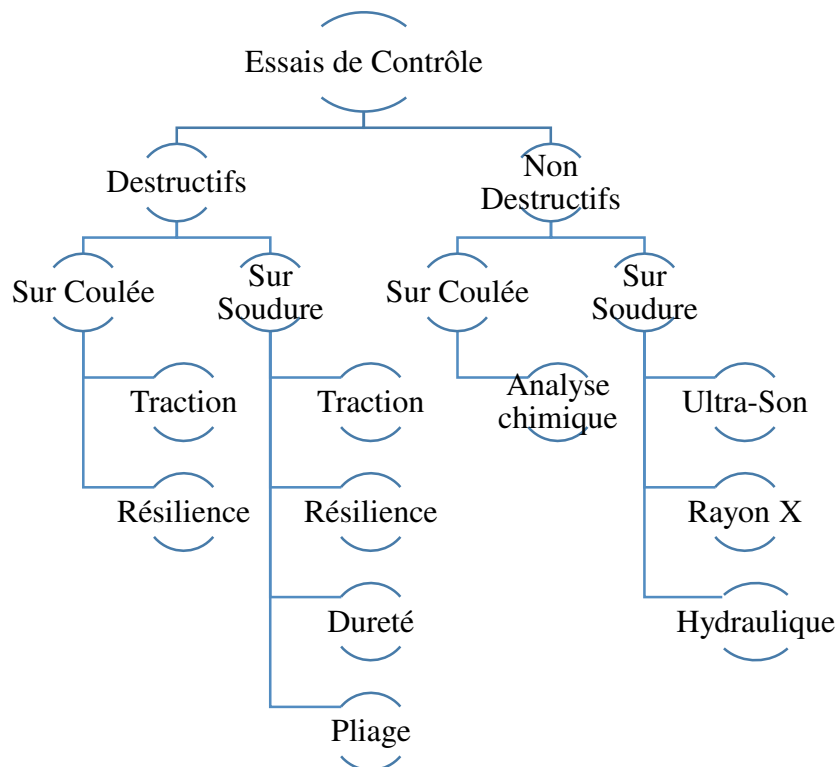 Essais de Contrôle
Destructifs
Non
Destructifs
Sur Coulée
Sur
Soudure
Sur Coulée
Sur
Soudure
Traction
Traction
Analyse
chimique
Ultra-Son
Résilience
Résilience
Rayon X
Dureté
Hydraulique
Pliage